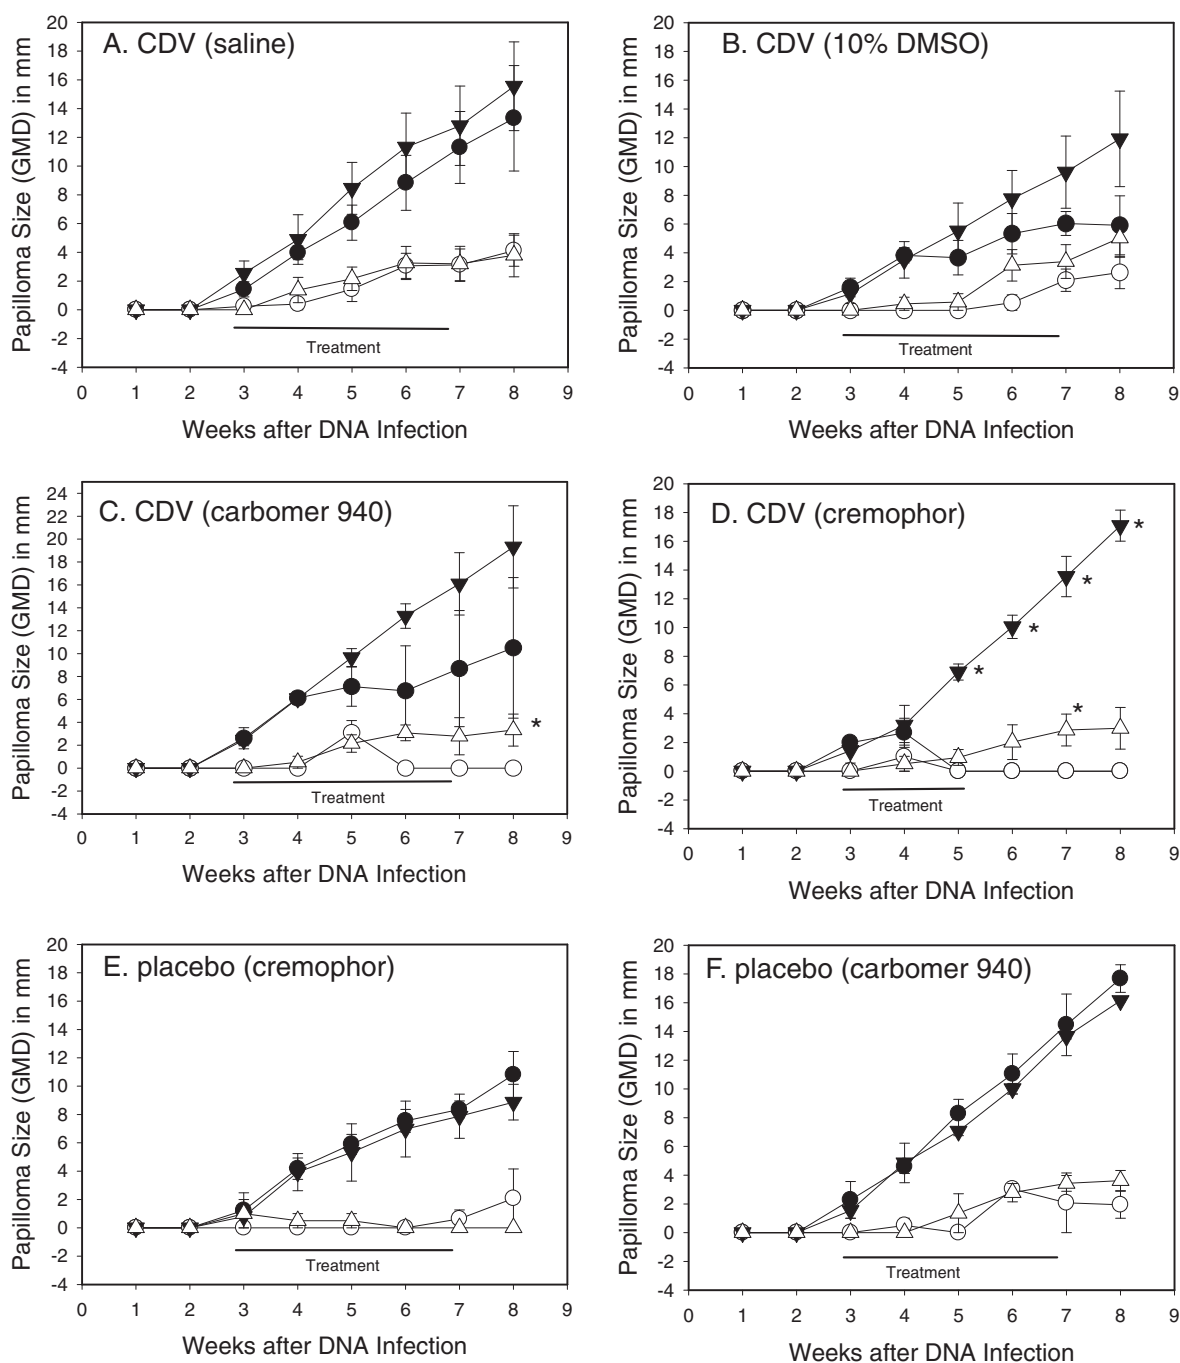 A. CDV (saline)
Papilloma Size (GMD) in mm
20
18
16
14
12
10
8
6
4
2
0
-2
-4
Treatment
0 1 2 3 4 5 6 7 8 9
Weeks after DNA Infection
B. CDV (10% DMSO)
Papilloma Size (GMD) in mm
20
18
16
14
12
10
8
6
4
2
0
-2
-4
Treatment
0 1 2 3 4 5 6 7 8 9
Weeks after DNA Infection
C. CDV (carbomer 940)
Papilloma Size (GMD) in mm
24
22
20
18
16
14
12
10
8
6
4
2
0
-2
-4
*
Treatment
0 1 2 3 4 5 6 7 8 9
Weeks after DNA Infection
D. CDV (cremophor)
Papilloma Size (GMD) in mm
20
18
16
14
12
10
8
6
4
2
0
-2
-4
*
*
*
*
*
Treatment
0 1 2 3 4 5 6 7 8 9
Weeks after DNA Infection
E. placebo (cremophor)
Papilloma Size (GMD) in mm
20
18
16
14
12
10
8
6
4
2
0
-2
-4
Treatment
0 1 2 3 4 5 6 7 8 9
Weeks after DNA Infection
F. placebo (carbomer 940)
Papilloma Size (GMD) in mm
20
18
16
14
12
10
8
6
4
2
0
-2
-4
Treatment
0 1 2 3 4 5 6 7 8 9
Weeks after DNA Infection